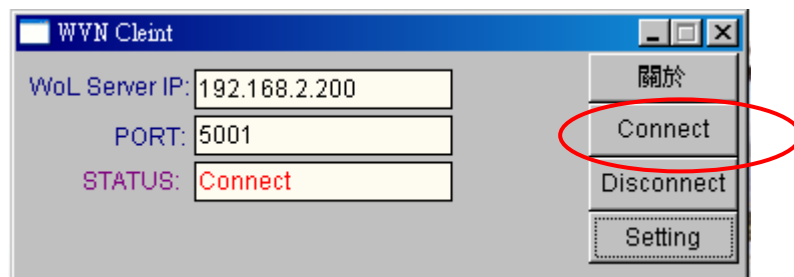 WVN Cleint
WoL Server IP: 192.168.2.200
PORT: 5001
STATUS: Connect
關於
Connect
Disconnect
Setting